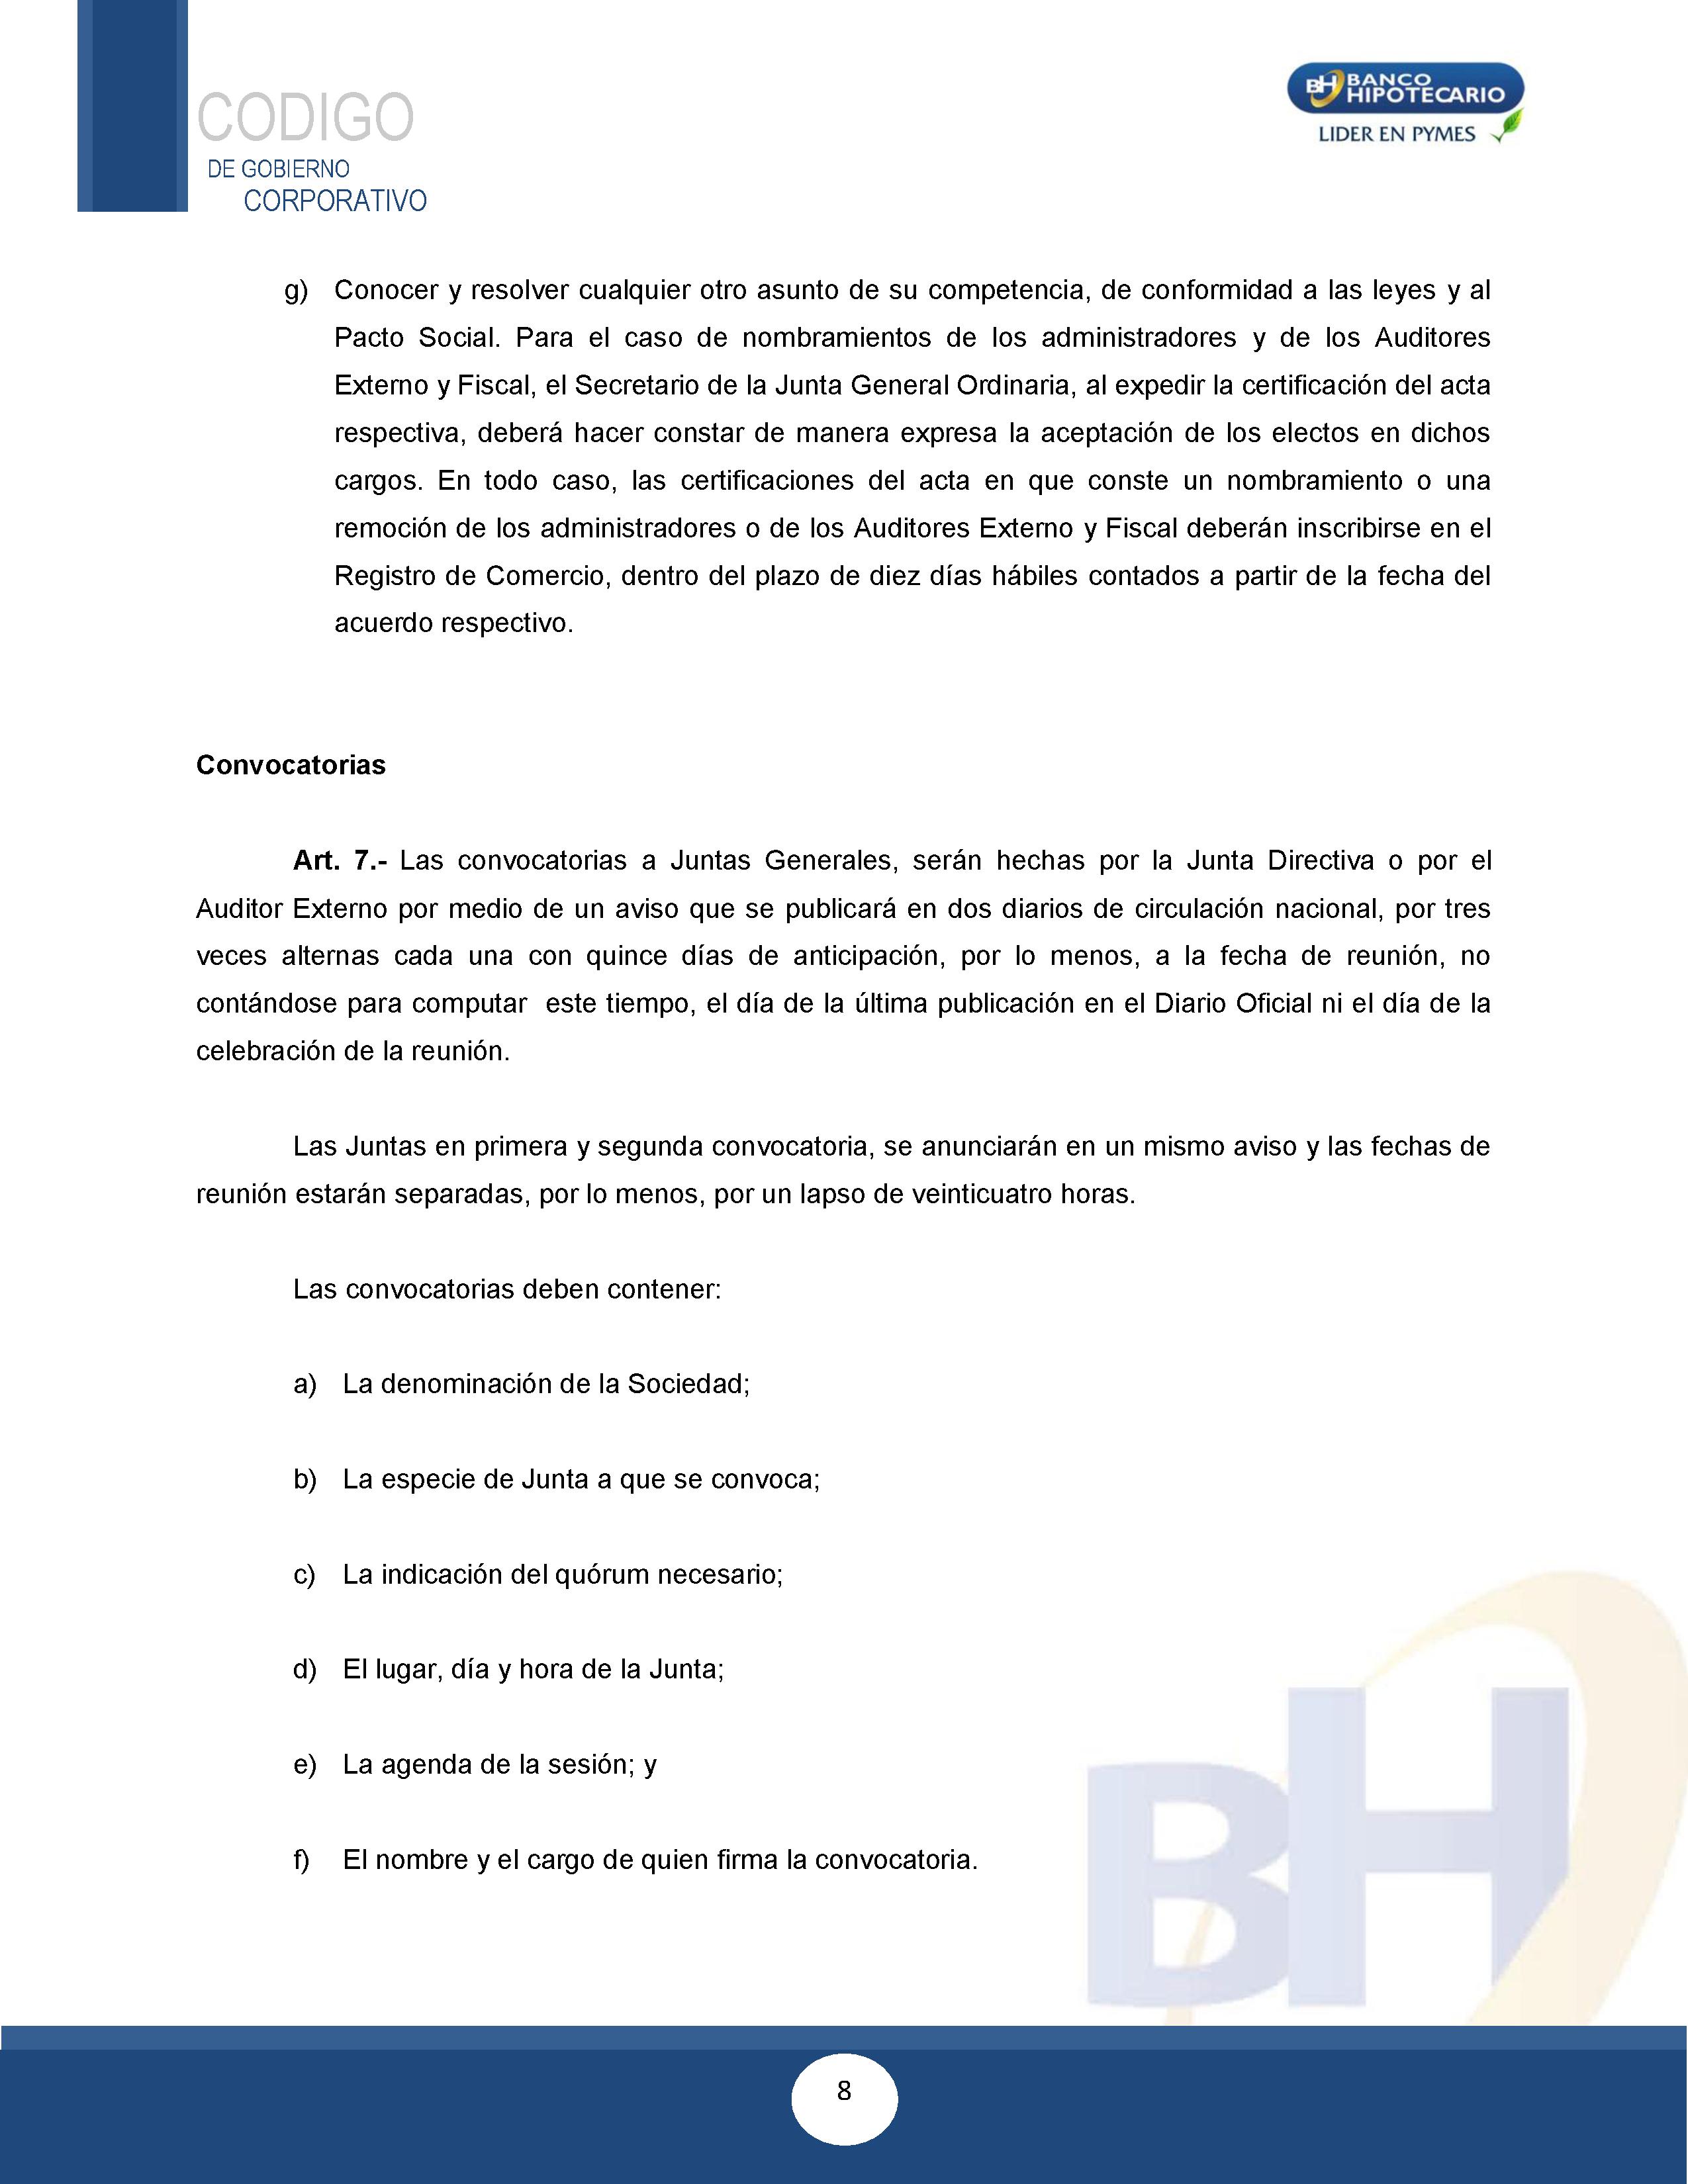 CODIGO
DE GOBIERNO
CORPORATIVO
BH BANCO
HIPOTECARIO
LIDER EN PYMES
g) Conocer y resolver cualquier otro asunto de su competencia, de conformidad a las leyes y al
Pacto Social. Para el caso de nombramientos de los administradores y de los Auditores
Externo y Fiscal, el Secretario de la Junta General Ordinaria, al expedir la certificación del acta
respectiva, deberá hacer constar de manera expresa la aceptación de los electos en dichos
cargos. En todo caso, las certificaciones del acta en que conste un nombramiento o una
remoción de los administradores o de los Auditores Externo y Fiscal deberán inscribirse en el
Registro de Comercio, dentro del plazo de diez días hábiles contados a partir de la fecha del
acuerdo respectivo.
Convocatorias
Art. 7.- Las convocatorias a Juntas Generales, serán hechas por la Junta Directiva o por el
Auditor Externo por medio de un aviso que se publicará en dos diarios de circulación nacional, por tres
veces alternas cada una con quince días de anticipación, por lo menos, a la fecha de reunión, no
contándose para computar este tiempo, el día de la última publicación en el Diario Oficial ni el día de la
celebración de la reunión.
Las Juntas en primera y segunda convocatoria, se anunciarán en un mismo aviso y las fechas de
reunión estarán separadas, por lo menos, por un lapso de veinticuatro horas.
Las convocatorias deben contener:
a) La denominación de la Sociedad;
b) La especie de Junta a que se convoca;
c) La indicación del quórum necesario;
d) El lugar, día y hora de la Junta;
e) La agenda de la sesión; y
f) El nombre y el cargo de quien firma la convocatoria.
BH
8